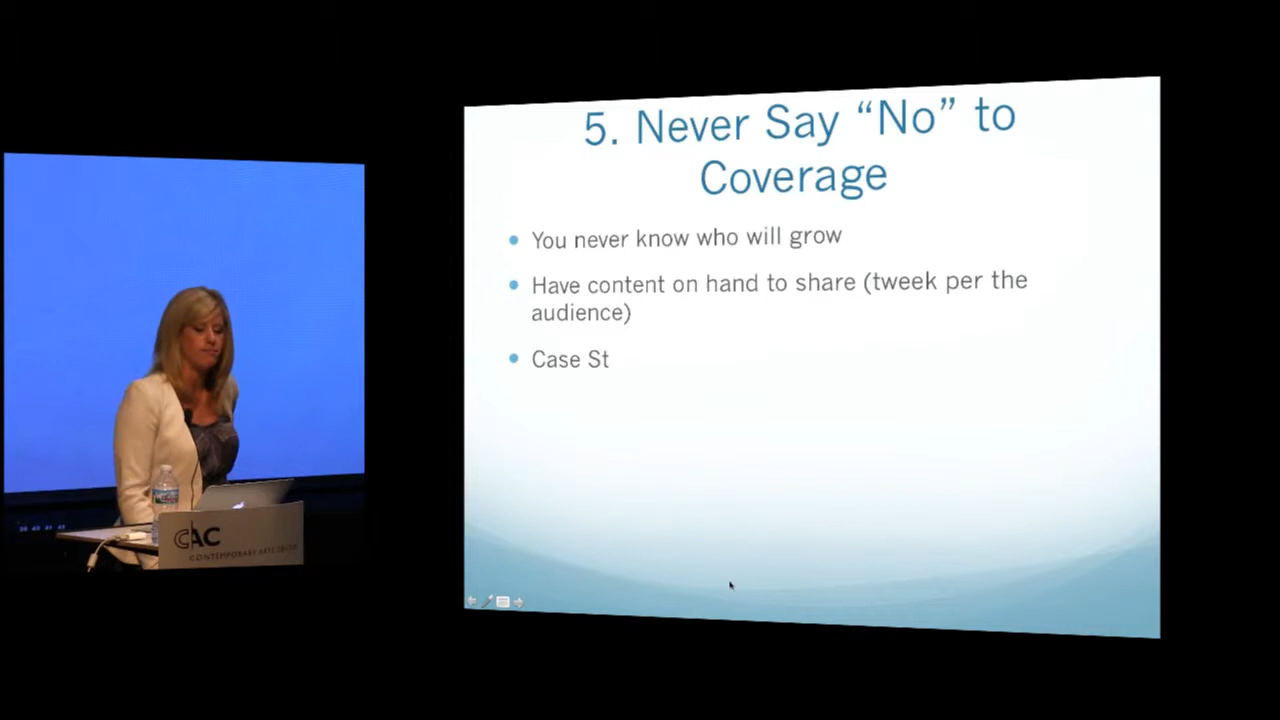 5. Never Say “No” to
Coverage
You never know who will grow
Have content on hand to share (tweek per the
audience)
Case St
CAC
CONTEMPORARY ARTS CENTER